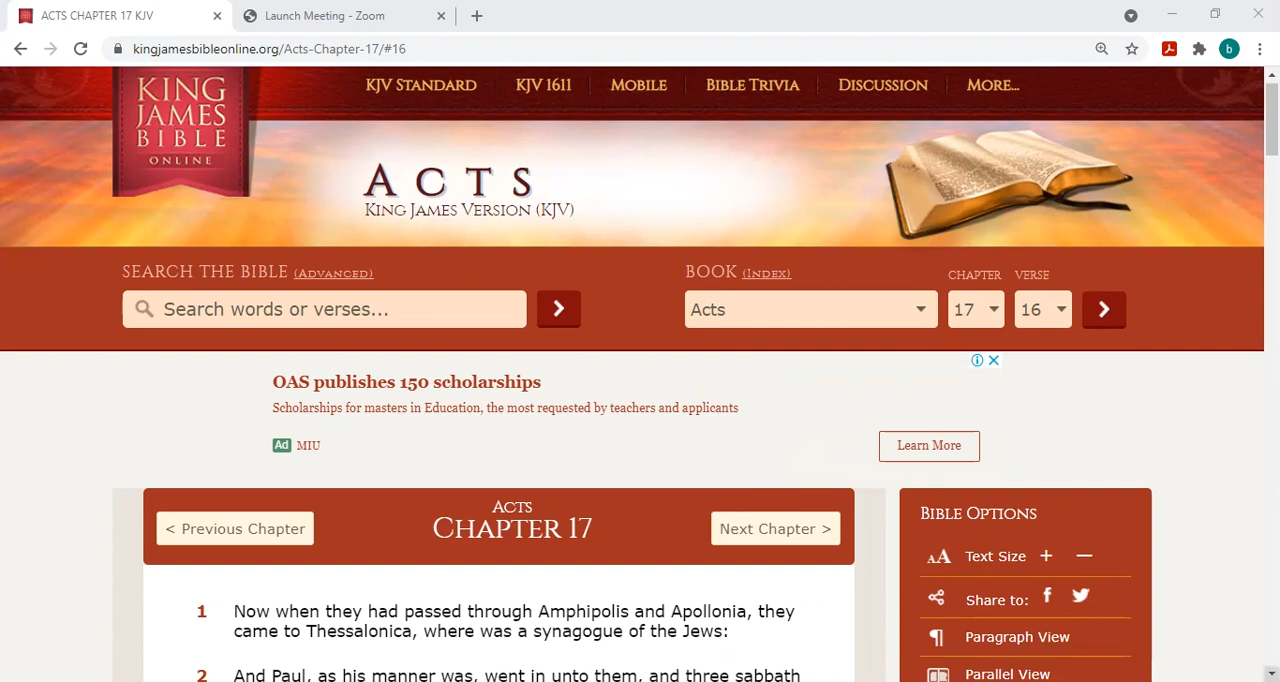 ACTS CHAPTER 17 KJV
Launch Meeting - Zoom
kingjamesbibleonline.org/Acts-Chapter-17/#16
b
KING
JAMES
BIBLE
ONLINE
KJV STANDARD
KJV 1611
MOBILE
BIBLE TRIVIA
DISCUSSION
MORE...
ACTS
KING JAMES VERSION (KJV)
SEARCH THE BIBLE (ADVANCED)
BOOK (INDEX)
CHAPTER
VERSE
Search words or verses...
Acts
17
16
OAS publishes 150 scholarships
Scholarships for masters in Education, the most requested by teachers and applicants
Ad MIU
Learn More
< Previous Chapter
ACTS
CHAPTER 17
Next Chapter >
1 Now when they had passed through Amphipolis and Apollonia, they
came to Thessalonica, where was a synagogue of the Jews:
2 And Paul, as his manner was, went in unto them, and three sabbath
BIBLE OPTIONS
AA Text Size + −
Share to:
Paragraph View
Parallel View